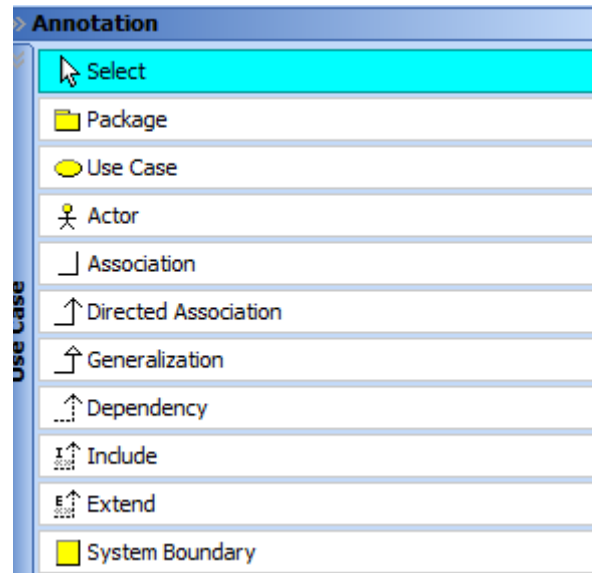 Annotation
Select
Package
Use Case
Actor
Association
Directed Association
Generalization
Dependency
Include
Extend
System Boundary
Use Case